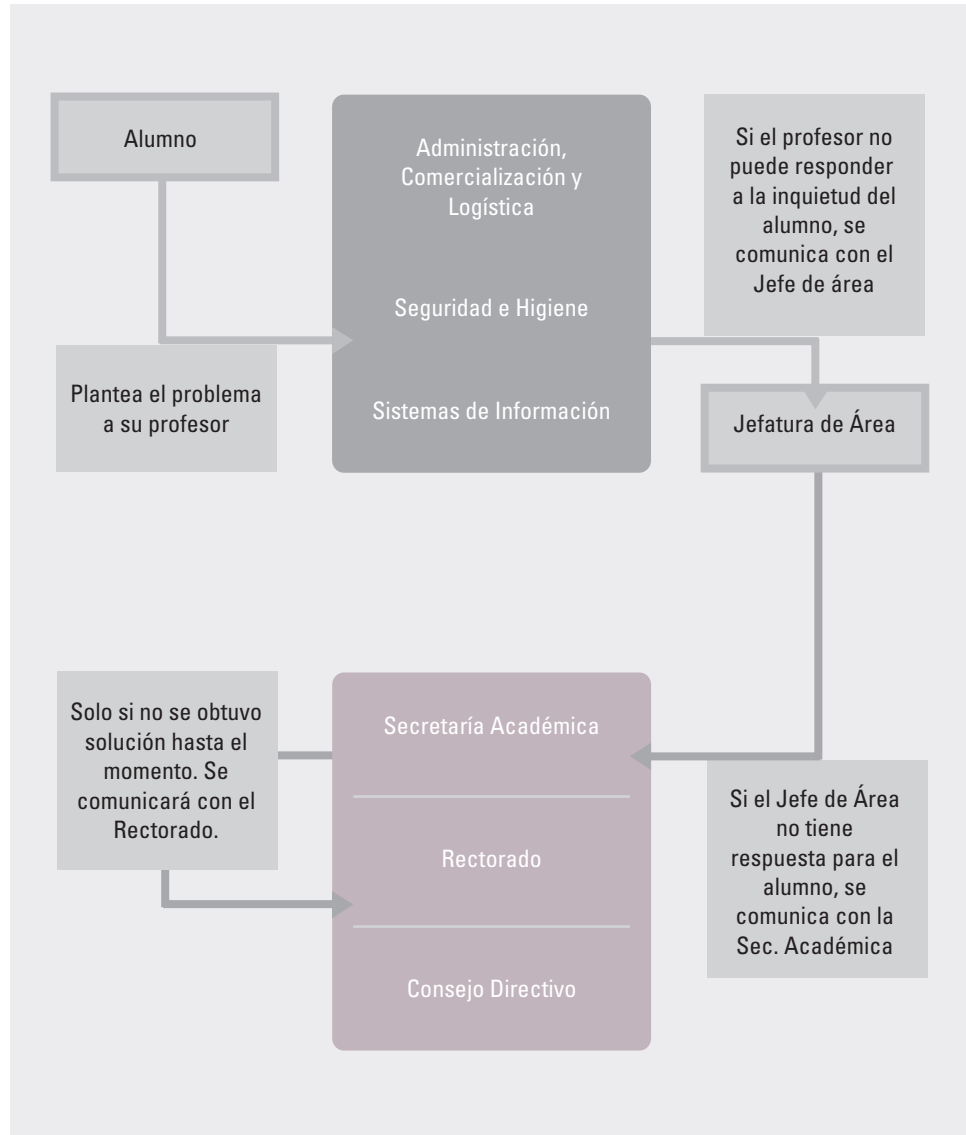 Alumno
Plantea el problema
a su profesor
Administración,
Comercialización y
Logística
Seguridad e Higiene
Sistemas de Información
Si el profesor no
puede responder
a la inquietud del
alumno, se
comunica con el
Jefe de área
Jefatura de Área
Si el Jefe de Área
no tiene
respuesta para el
alumno, se
comunica con la
Sec. Académica
Secretaría Académica
Rectorado
Consejo Directivo
Solo si no se obtuvo
solución hasta el
momento. Se
comunicará con el
Rectorado.